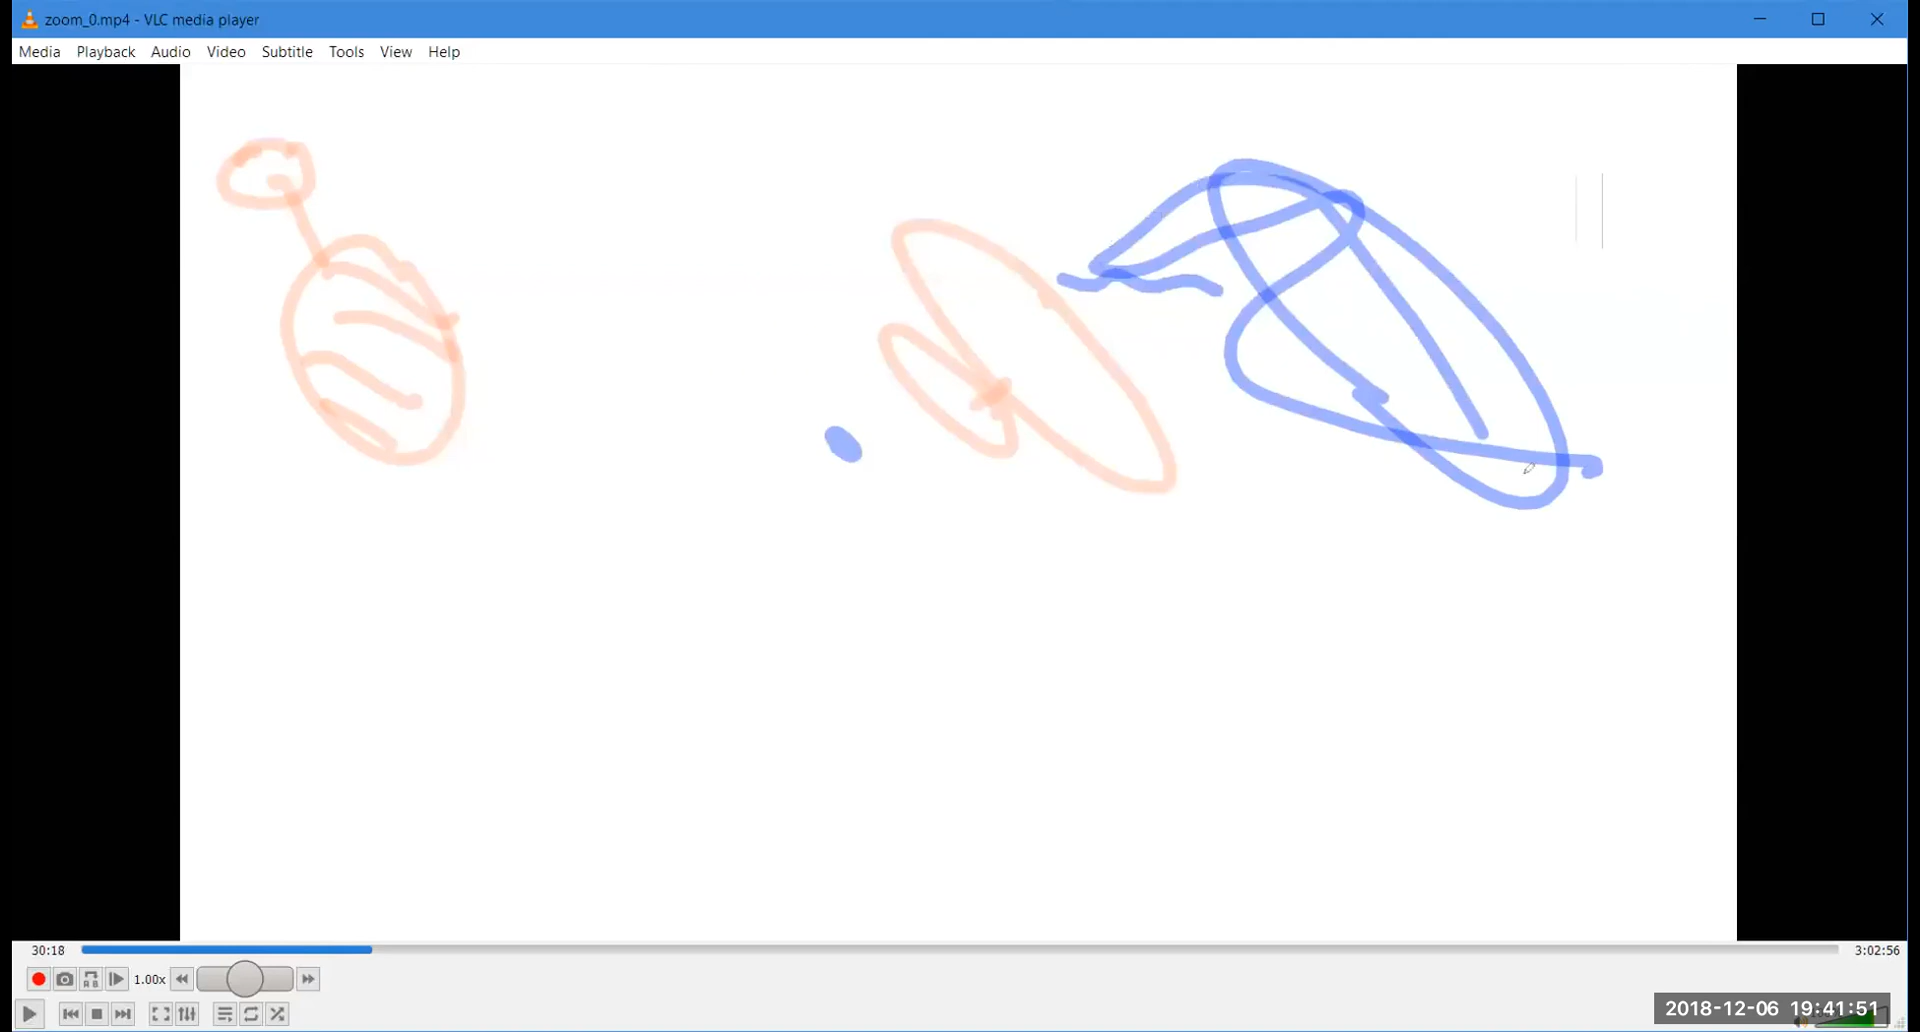 zoom_0.mp4 - VLC media player
Media Playback Audio Video Subtitle Tools View Help
30:18 3:02:56
1.00x
2018-12-06 19:41:51